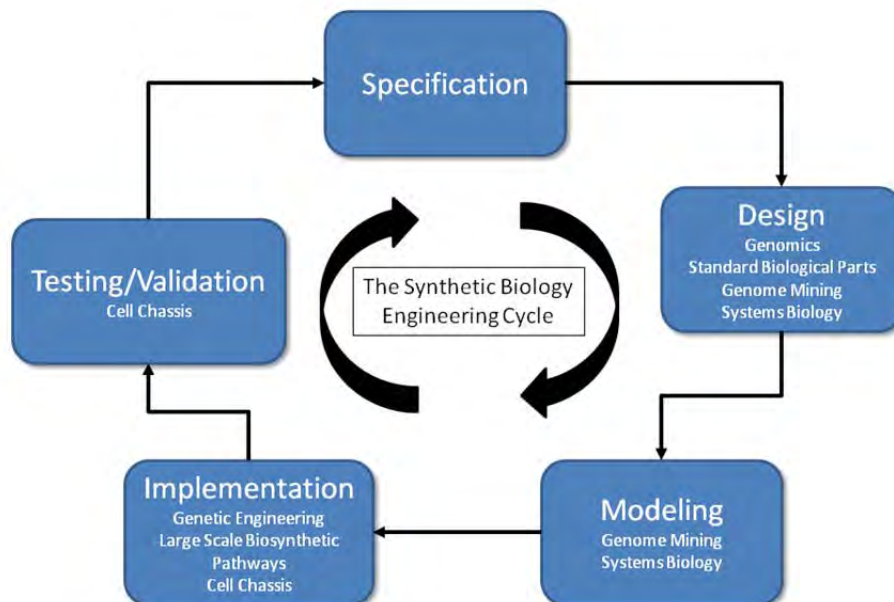 Specification
Design
Genomics
Standard Biological Parts
Genome Mining
Systems Biology
Testing/Validation
Cell Chassis
The Synthetic Biology
Engineering Cycle
Implementation
Genetic Engineering
Large Scale Biosynthetic
Pathways
Cell Chassis
Modeling
Genome Mining
Systems Biology